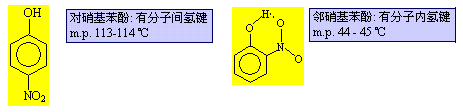 OH
NO₂
对硝基苯酚: 有分子间氢键
m.p. 113-114 ℃
H
O
O
N
O
邻硝基苯酚: 有分子内氢键
m.p. 44 - 45 ℃